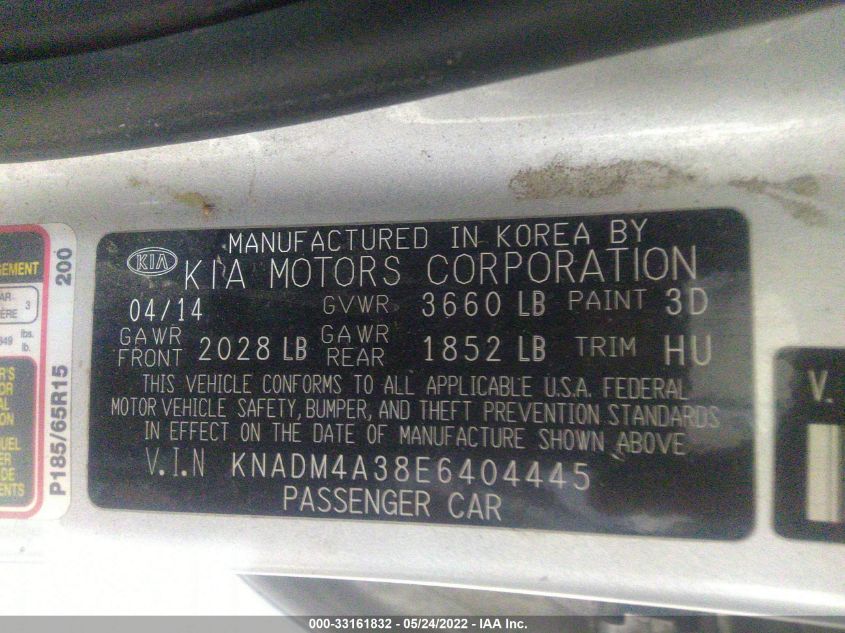 MANUFACTURED IN KOREA BY
KIA KIA MOTORS CORPORATION
04/14 GVWR 3660 LB PAINT 3D
GAWR FRONT 2028 LB GAWR REAR 1852 LB TRIM HU
THIS VEHICLE CONFORMS TO ALL APPLICABLE U.S.A. FEDERAL
MOTOR VEHICLE SAFETY, BUMPER, AND THEFT PREVENTION STANDARDS
IN EFFECT ON THE DATE OF MANUFACTURE SHOWN ABOVE
V.I.N KNADM4A38E6404445
PASSENGER CAR
P185/65R15 200
3
lbs.
lb.
V.
000-33161832 - 05/24/2022 - IAA Inc.